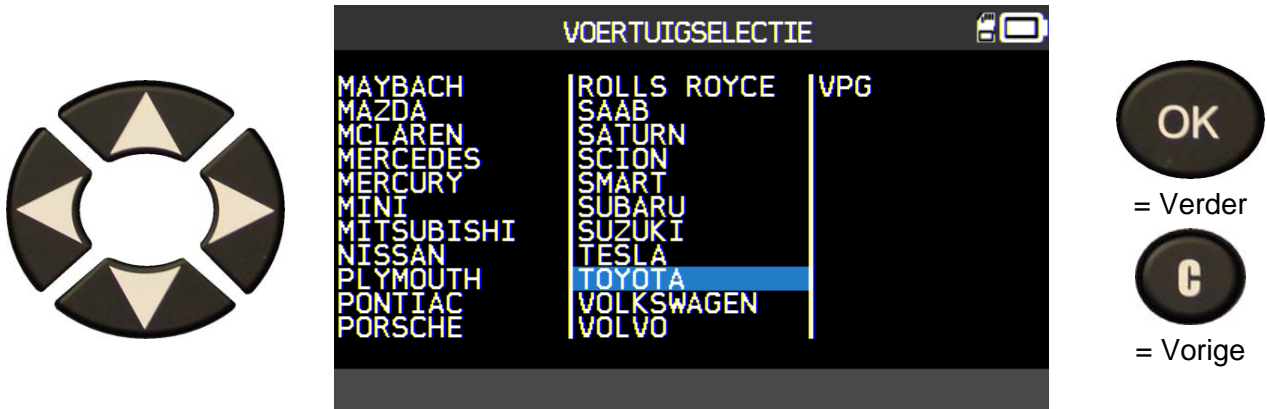 VOERTUIGSELECTIE
MAYBACH
MAZDA
MCLAREN
MERCEDES
MERCURY
MINI
MITSUBISHI
NISSAN
PLYMOUTH
PONTIAC
PORSCHE
ROLLS ROYCE
SAAB
SATURN
SCION
SMART
SUBARU
SUZUKI
TESLA
TOYOTA
VOLKSWAGEN
VOLVO
VPG
OK
= Verder
C
= Vorige